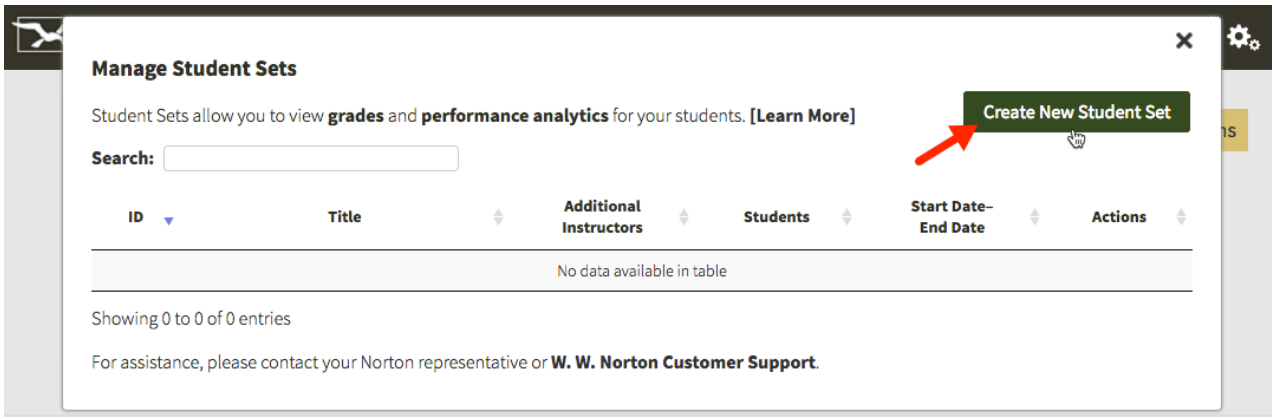 Manage Student Sets
Student Sets allow you to view grades and performance analytics for your students. [Learn More]
Create New Student Set
Search:
ID Title Additional Instructors Students Start Date–End Date Actions
No data available in table
Showing 0 to 0 of 0 entries
For assistance, please contact your Norton representative or W. W. Norton Customer Support.